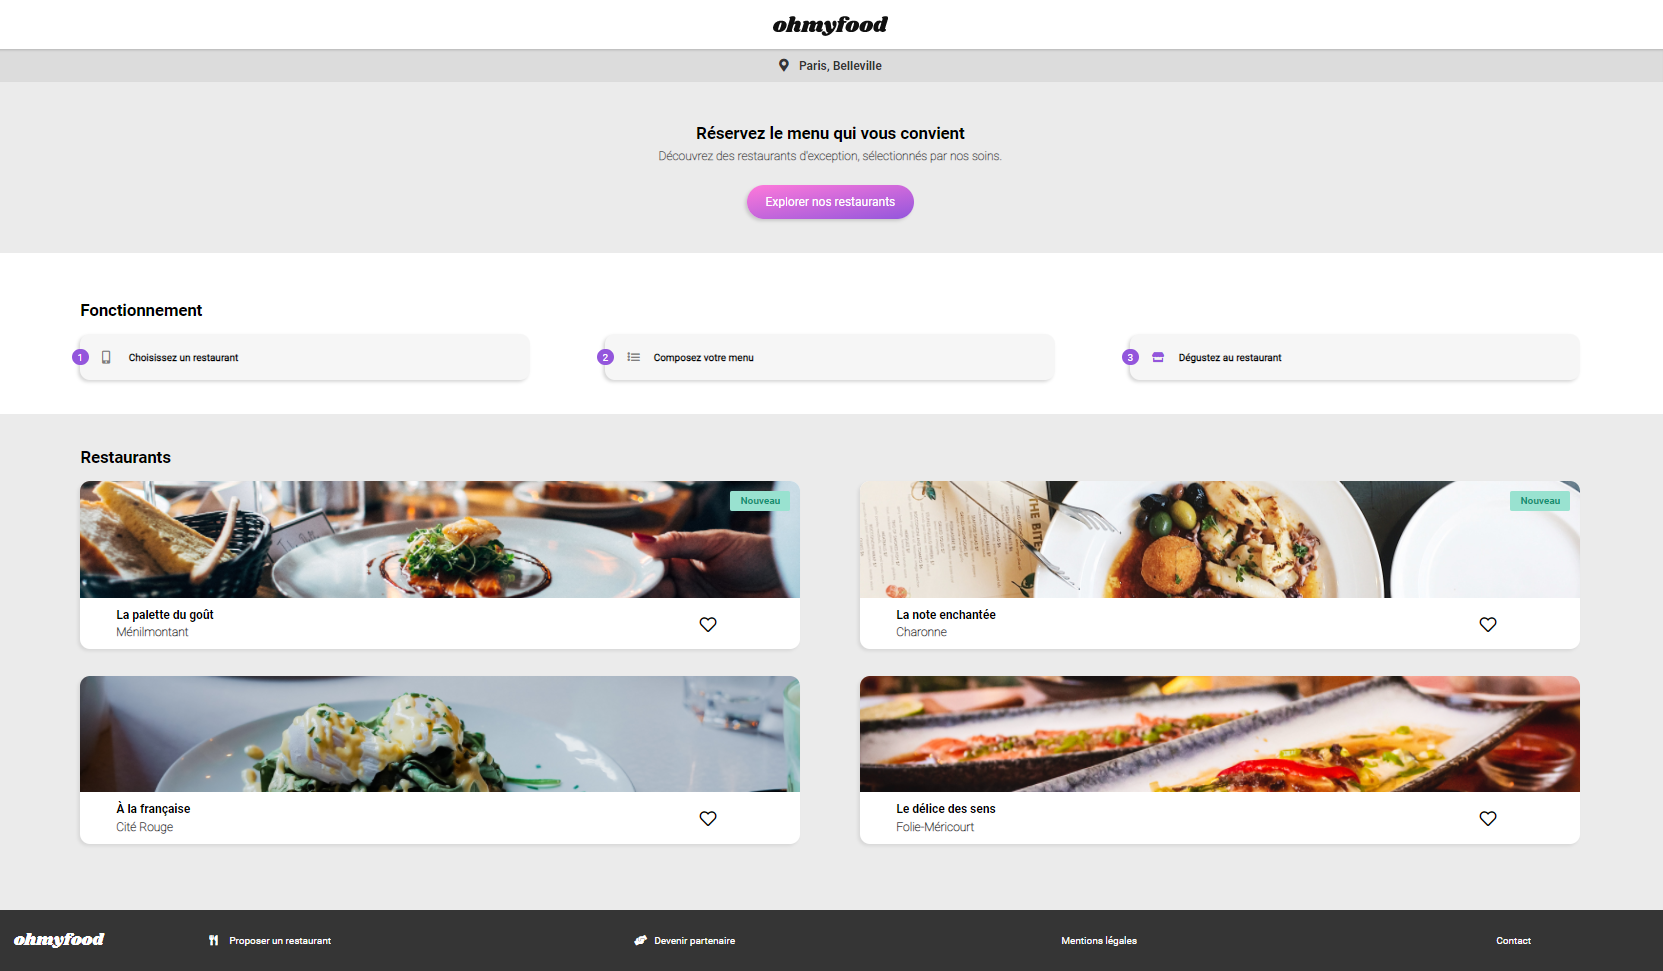 ohmyfood
Paris, Belleville
Réservez le menu qui vous convient
Découvrez des restaurants d'exception, sélectionnés par nos soins.
Explorer nos restaurants
Fonctionnement
1 Choisissez un restaurant
2 Composez votre menu
3 Dégustez au restaurant
Restaurants
Nouveau
THE BITE
La palette du goût
Ménilmontant
Nouveau
La note enchantée
Charonne
À la française
Cité Rouge
Le délice des sens
Folie-Méricourt
ohmyfood
Proposer un restaurant
Devenir partenaire
Mentions légales
Contact